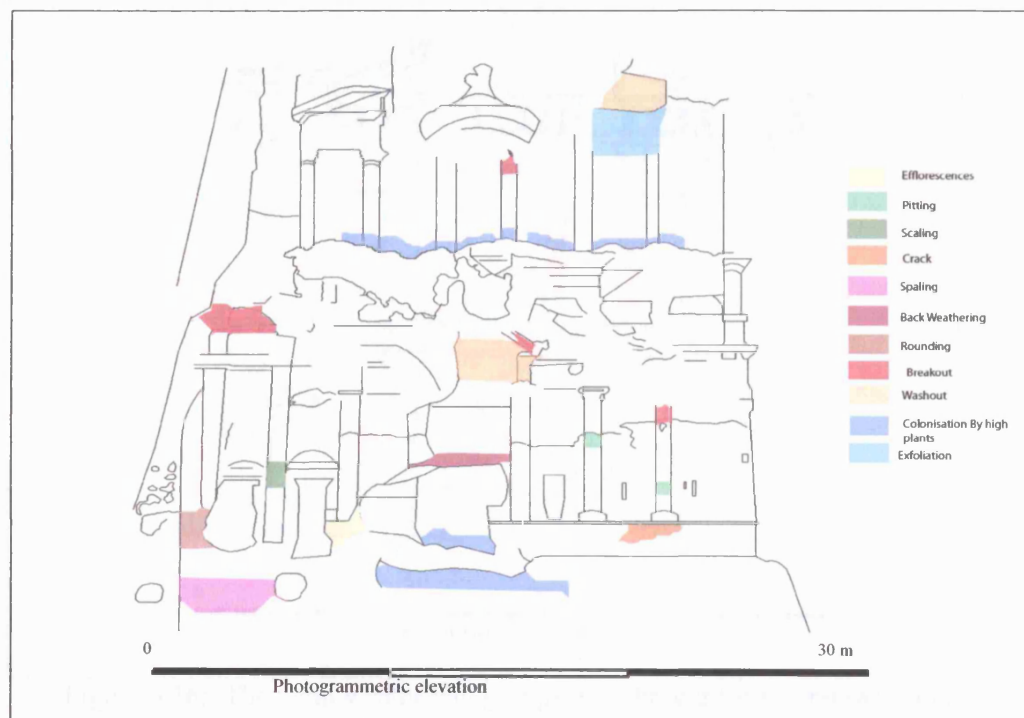 Efflorescences
Pitting
Scaling
Crack
Spaling
Back Weathering
Rounding
Breakout
Washout
Colonisation By high
plants
Exfoliation
0 30 m
Photogrammetric elevation